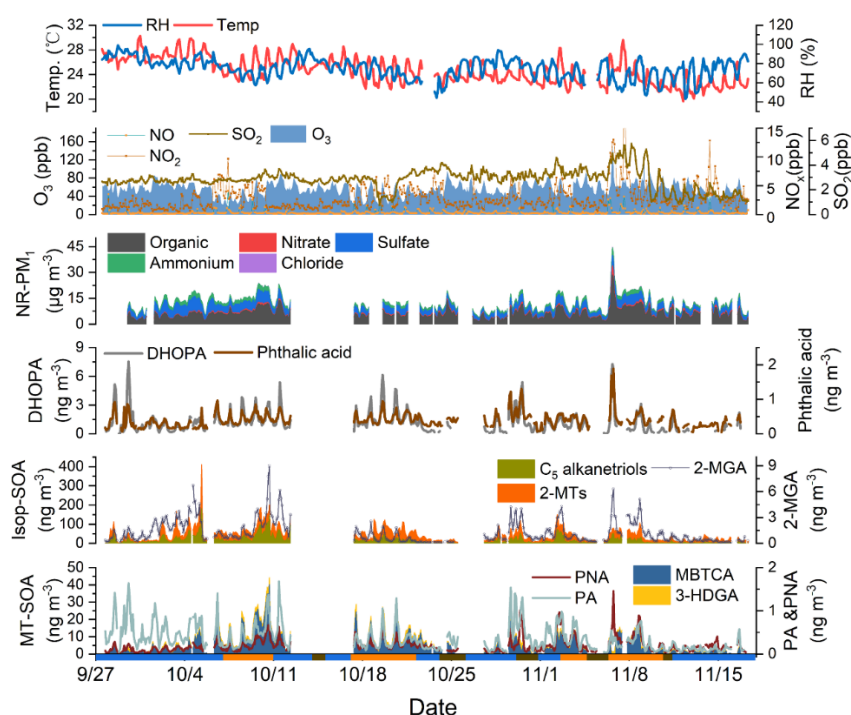 RH Temp
Temp. (℃)
32
28
24
20
RH (%)
120
100
80
60
40
NO SO₂ O₃
NO₂
O₃ (ppb)
160
120
80
40
0
NOₓ(ppb)
15
10
5
0
SO₂(ppb)
6
4
2
0
Organic Nitrate Sulfate
Ammonium Chloride
NR-PM₁
(μg m⁻³)
45
30
15
0
DHOPA Phthalic acid
DHOPA
(ng m⁻³)
9
6
3
0
Phthalic acid
(ng m⁻³)
2
1
0
C₅ alkanetriols 2-MGA
2-MTs
Isop-SOA
(ng m⁻³)
400
300
200
100
0
2-MGA
(ng m⁻³)
9
6
3
0
PNA MBTCA
PA 3-HDGA
MT-SOA
(ng m⁻³)
50
40
30
20
10
0
PA &PNA
(ng m⁻³)
2
1
0
9/27 10/4 10/11 10/18 10/25 11/1 11/8 11/15
Date